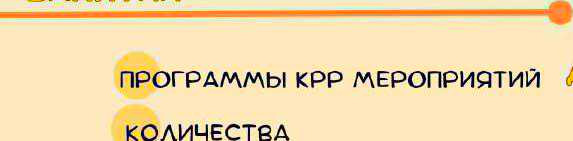 ПРОГРАММЫ КРР МЕРОПРИЯТИЙ
КОЛИЧЕСТВА